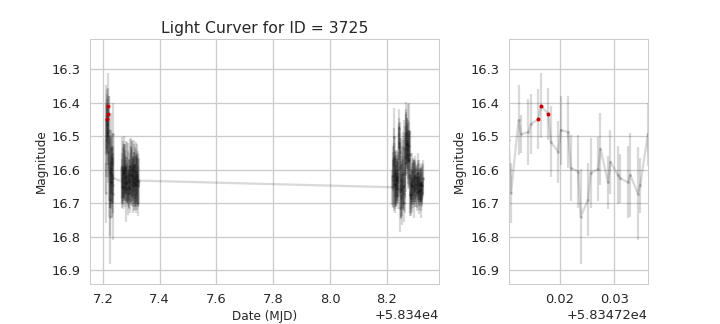 Light Curver for ID = 3725
16.3
16.4
16.5
16.6
16.7
16.8
16.9
Magnitude
7.2 7.4 7.6 7.8 8.0 8.2
Date (MJD)
+5.834e4
16.3
16.4
16.5
16.6
16.7
16.8
16.9
Magnitude
0.02 0.03
+5.83472e4